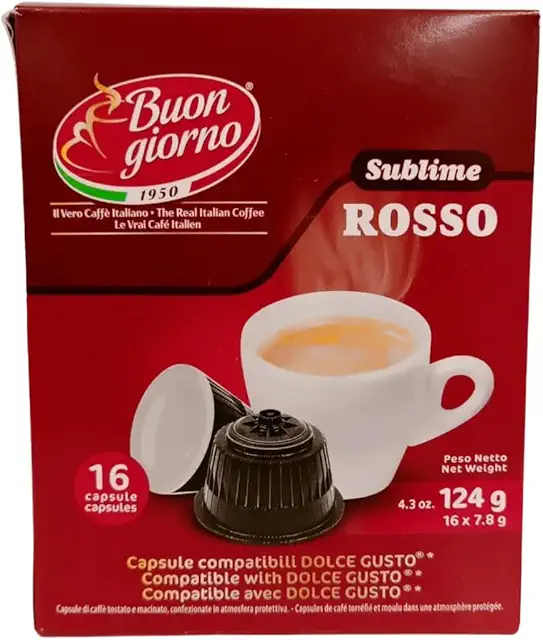 Buon
giorno®
1950
Il Vero Caffè Italiano • The Real Italian Coffee
Le Vrai Café Italien
Sublime
ROSSO
16
capsule
capsules
Peso Netto
Net Weight
4.3 oz. 124 g
16 x 7.8 g
Capsule compatibili DOLCE GUSTO®*
Compatible with DOLCE GUSTO®*
Compatible avec DOLCE GUSTO®*
Capsule di caffè tostato e macinato, confezionate in atmosfera protettiva. - Capsules de café torréfié et moulu dans une atmosphère protégée.